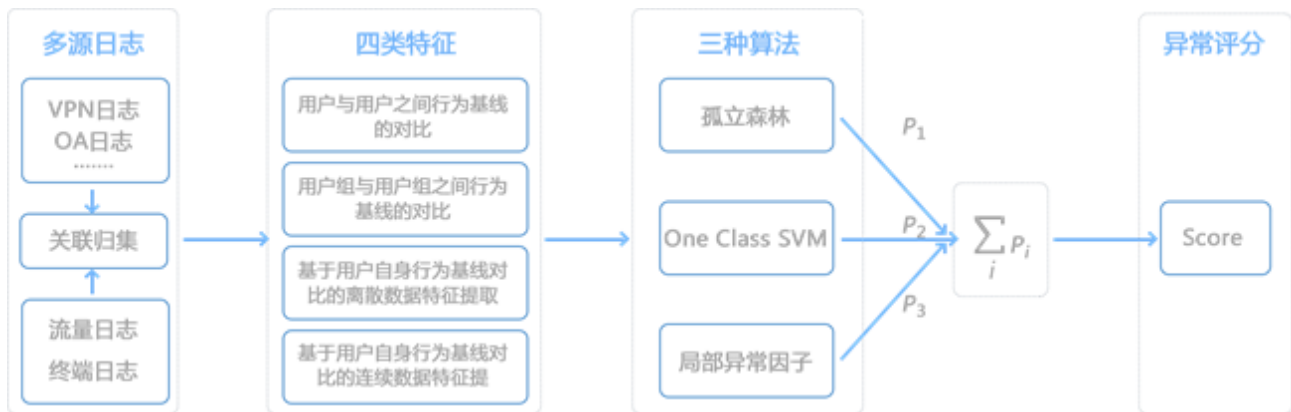 多源日志
VPN日志
OA日志
.......
关联归集
流量日志
终端日志
四类特征
用户与用户之间行为基线
的对比
用户组与用户组之间行为
基线的对比
基于用户自身行为基线对
比的离散数据特征提取
基于用户自身行为基线对
比的连续数据特征提
三种算法
孤立森林
One Class SVM
局部异常因子
P1
P2
P3
∑ Pi
i
异常评分
Score